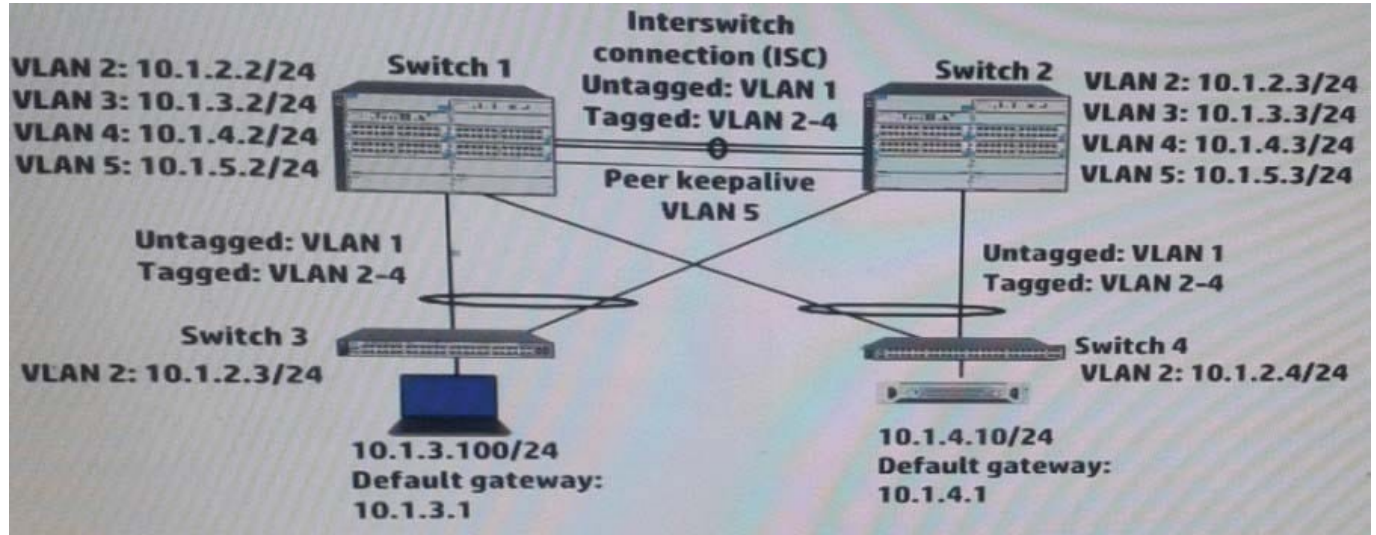 Interswitch
connection (ISC)
Untagged: VLAN 1
Tagged: VLAN 2-4
Switch 1
VLAN 2: 10.1.2.2/24
VLAN 3: 10.1.3.2/24
VLAN 4: 10.1.4.2/24
VLAN 5: 10.1.5.2/24
Switch 2
VLAN 2: 10.1.2.3/24
VLAN 3: 10.1.3.3/24
VLAN 4: 10.1.4.3/24
VLAN 5: 10.1.5.3/24
Peer keepalive
VLAN 5
Untagged: VLAN 1
Tagged: VLAN 2-4
Untagged: VLAN 1
Tagged: VLAN 2-4
Switch 3
VLAN 2: 10.1.2.3/24
Switch 4
VLAN 2: 10.1.2.4/24
10.1.3.100/24
Default gateway:
10.1.3.1
10.1.4.10/24
Default gateway:
10.1.4.1